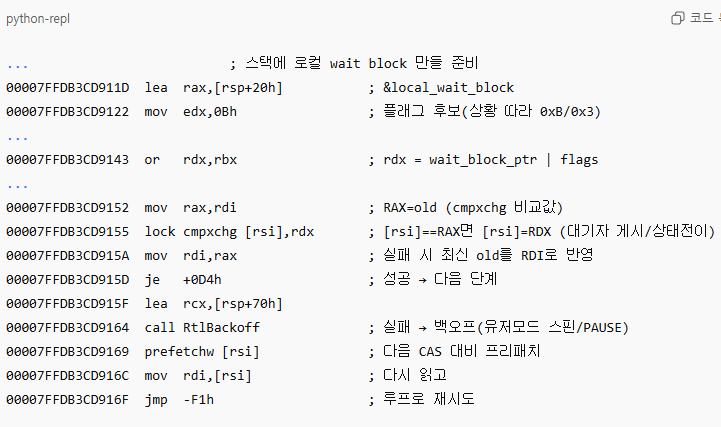 python-repl
코드
...                          ; 스택에 로컬 wait block 만들 준비
00007FFDB3CD911D  lea  rax,[rsp+20h]           ; &local_wait_block
00007FFDB3CD9122  mov  edx,0Bh                 ; 플래그 후보(상황 따라 0xB/0x3)
...
00007FFDB3CD9143  or   rdx,rbx                 ; rdx = wait_block_ptr | flags
...
00007FFDB3CD9152  mov  rax,rdi                 ; RAX=old (cmpxchg 비교값)
00007FFDB3CD9155  lock cmpxchg [rsi],rdx       ; [rsi]==RAX면 [rsi]=RDX (대기자 게시/상태전이)
00007FFDB3CD915A  mov  rdi,rax                 ; 실패 시 최신 old를 RDI로 반영
00007FFDB3CD915D  je   +0D4h                   ; 성공 → 다음 단계
00007FFDB3CD915F  lea  rcx,[rsp+70h]
00007FFDB3CD9164  call RtlBackoff              ; 실패 → 백오프(유저모드 스핀/PAUSE)
00007FFDB3CD9169  prefetchw [rsi]              ; 다음 CAS 대비 프리패치
00007FFDB3CD916C  mov  rdi,[rsi]               ; 다시 읽고
00007FFDB3CD916F  jmp  -F1h                    ; 루프로 재시도